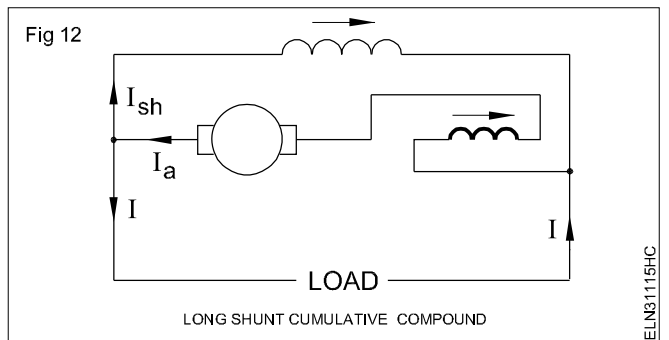 Fig 12
Ish
Ia
I
I
LOAD
LONG SHUNT CUMULATIVE COMPOUND
ELN31115HC